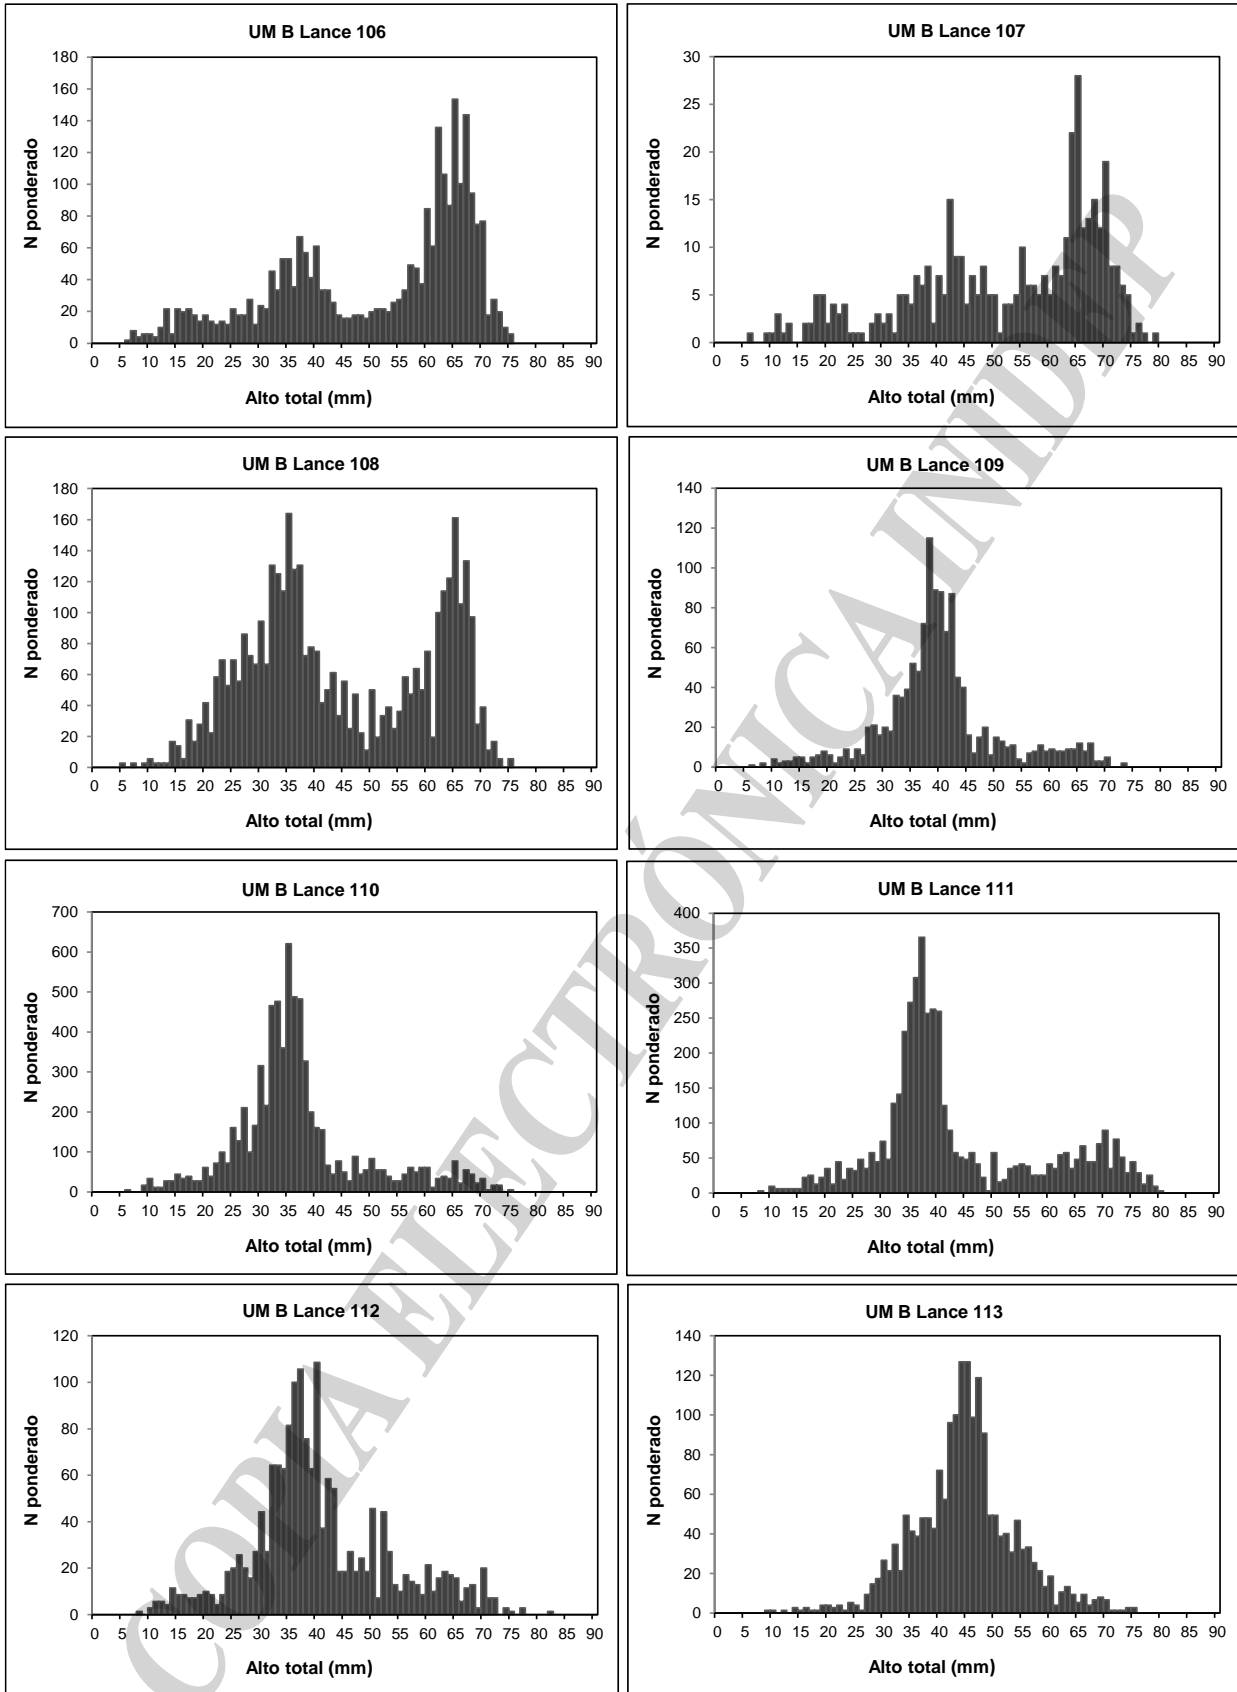 UM B Lance 106
180
160
140
120
100
80
60
40
20
0
N ponderado
0 5 10 15 20 25 30 35 40 45 50 55 60 65 70 75 80 85 90
Alto total (mm)
UM B Lance 107
30
25
20
15
10
5
0
N ponderado
0 5 10 15 20 25 30 35 40 45 50 55 60 65 70 75 80 85 90
Alto total (mm)
UM B Lance 108
180
160
140
120
100
80
60
40
20
0
N ponderado
0 5 10 15 20 25 30 35 40 45 50 55 60 65 70 75 80 85 90
Alto total (mm)
UM B Lance 109
140
120
100
80
60
40
20
0
N ponderado
0 5 10 15 20 25 30 35 40 45 50 55 60 65 70 75 80 85 90
Alto total (mm)
UM B Lance 110
700
600
500
400
300
200
100
0
N ponderado
0 5 10 15 20 25 30 35 40 45 50 55 60 65 70 75 80 85 90
Alto total (mm)
UM B Lance 111
400
350
300
250
200
150
100
50
0
N ponderado
0 5 10 15 20 25 30 35 40 45 50 55 60 65 70 75 80 85 90
Alto total (mm)
UM B Lance 112
120
100
80
60
40
20
0
N ponderado
0 5 10 15 20 25 30 35 40 45 50 55 60 65 70 75 80 85 90
Alto total (mm)
UM B Lance 113
140
120
100
80
60
40
20
0
N ponderado
0 5 10 15 20 25 30 35 40 45 50 55 60 65 70 75 80 85 90
Alto total (mm)
COPIA ELECTRÓNICA INIDEP